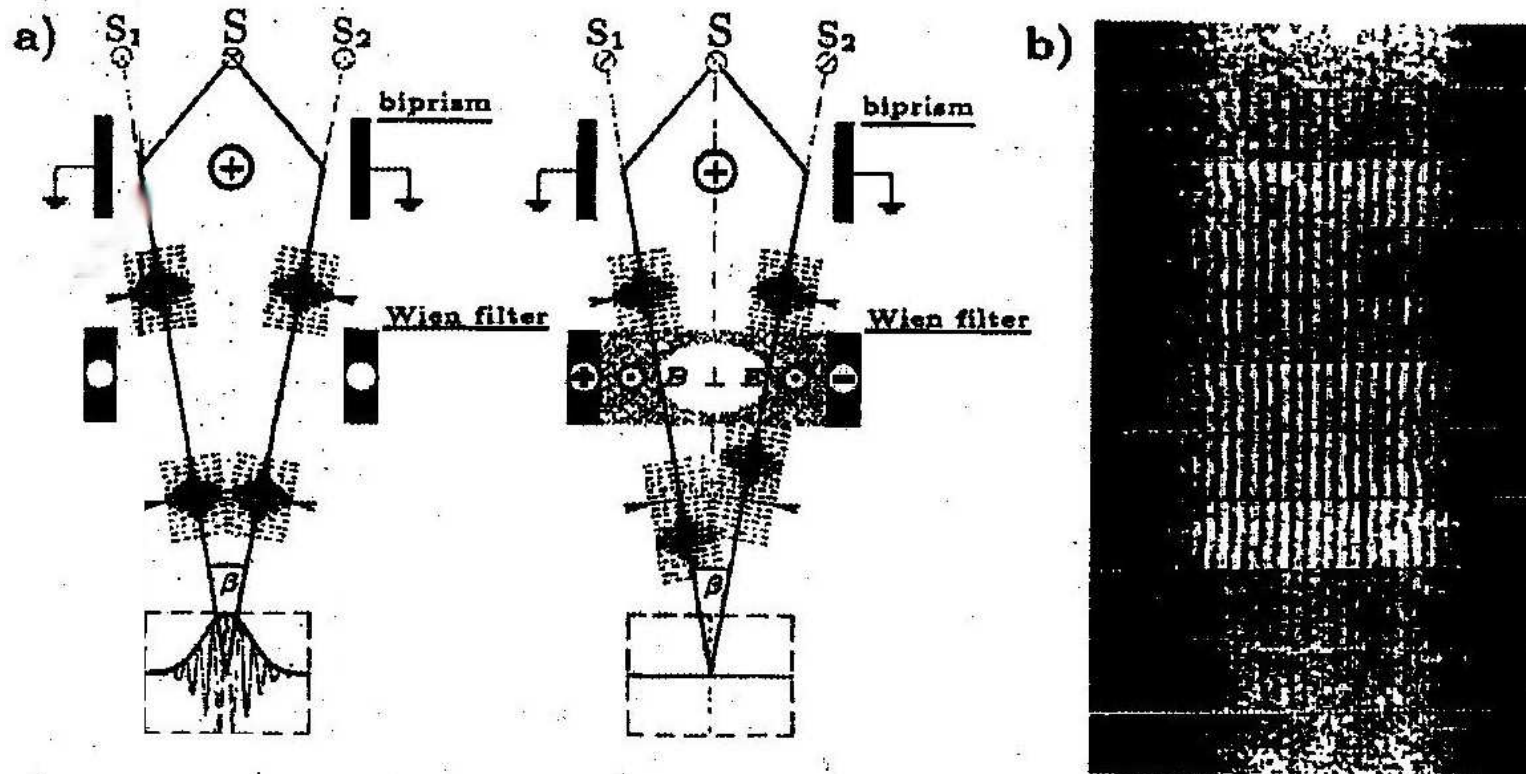 a)
S₁ S S₂
S₁ S S₂
b)
biprism
biprism
+
+
Wien filter
Wien filter
+ B ⊥ E -
β
β